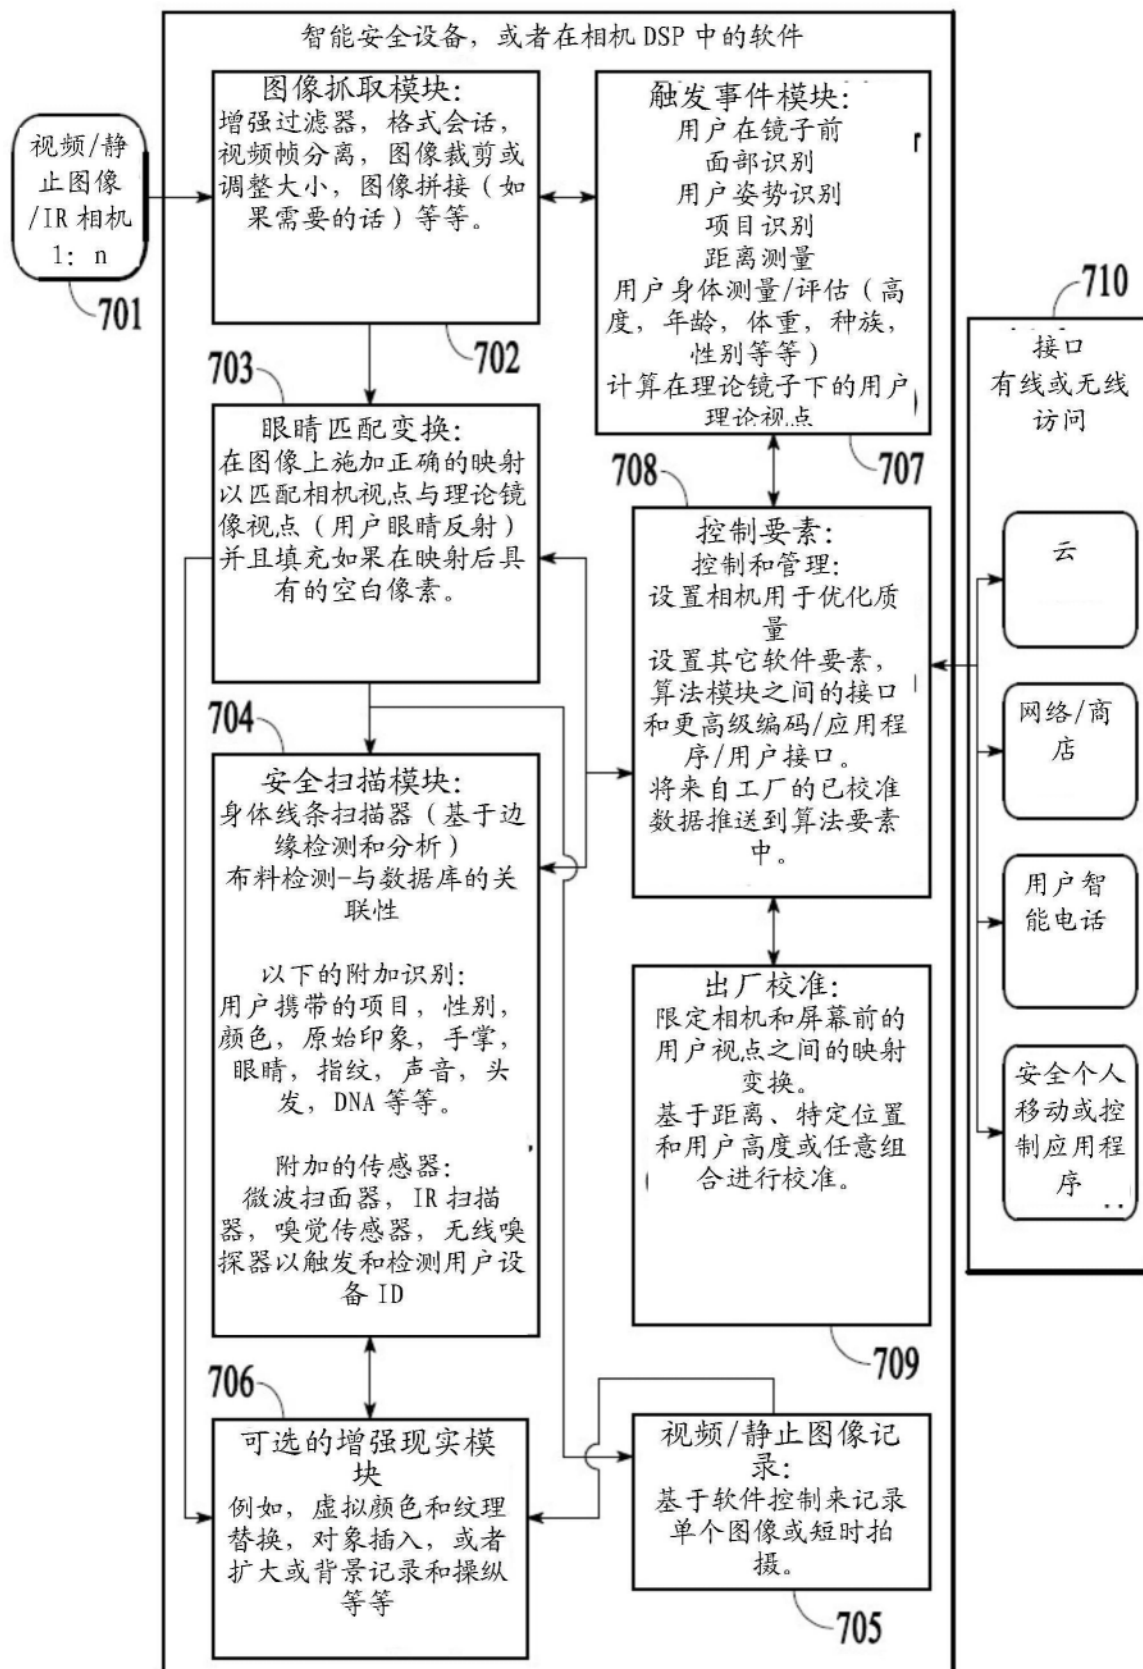 智能安全设备，或者在相机 DSP 中的软件
视频/静
止图像
/IR 相机
1: n
701
图像抓取模块：
增强过滤器，格式会话，
视频帧分离，图像裁剪或
调整大小，图像拼接（如
果需要的话）等等。
702
触发事件模块：
用户在镜子前
面部识别
用户姿势识别
项目识别
距离测量
用户身体测量/评估（高
度，年龄，体重，种族，
性别等等）
计算在理论镜子下的用户
理论视点
707
703
眼睛匹配变换：
在图像上施加正确的映射
以匹配相机视点与理论镜
像视点（用户眼睛反射）
并且填充如果在映射后具
有的空白像素。
708
控制要素：
控制和管理：
设置相机用于优化质
量
设置其它软件要素，
算法模块之间的接口
和更高级编码/应用程
序/用户接口。
将来自工厂的已校准
数据推送到算法要素
中。
704
安全扫描模块：
身体线条扫描器（基于边
缘检测和分析）
布料检测-与数据库的关
联性
以下的附加识别：
用户携带的项目，性别，
颜色，原始印象，手掌，
眼睛，指纹，声音，头
发，DNA 等等。
附加的传感器：
微波扫面器，IR 扫描
器，嗅觉传感器，无线嗅
探器以触发和检测用户设
备 ID
出厂校准：
限定相机和屏幕前的
用户视点之间的映射
变换。
基于距离、特定位置
和用户高度或任意组
合进行校准。
709
706
可选的增强现实模
块
例如，虚拟颜色和纹理
替换，对象插入，或者
扩大或背景记录和操纵
等等
视频/静止图像记
录：
基于软件控制来记录
单个图像或短时拍
摄。
705
710
接口
有线或无线
访问
云
网络/商
店
用户智
能电话
安全个人
移动或控
制应用程
序